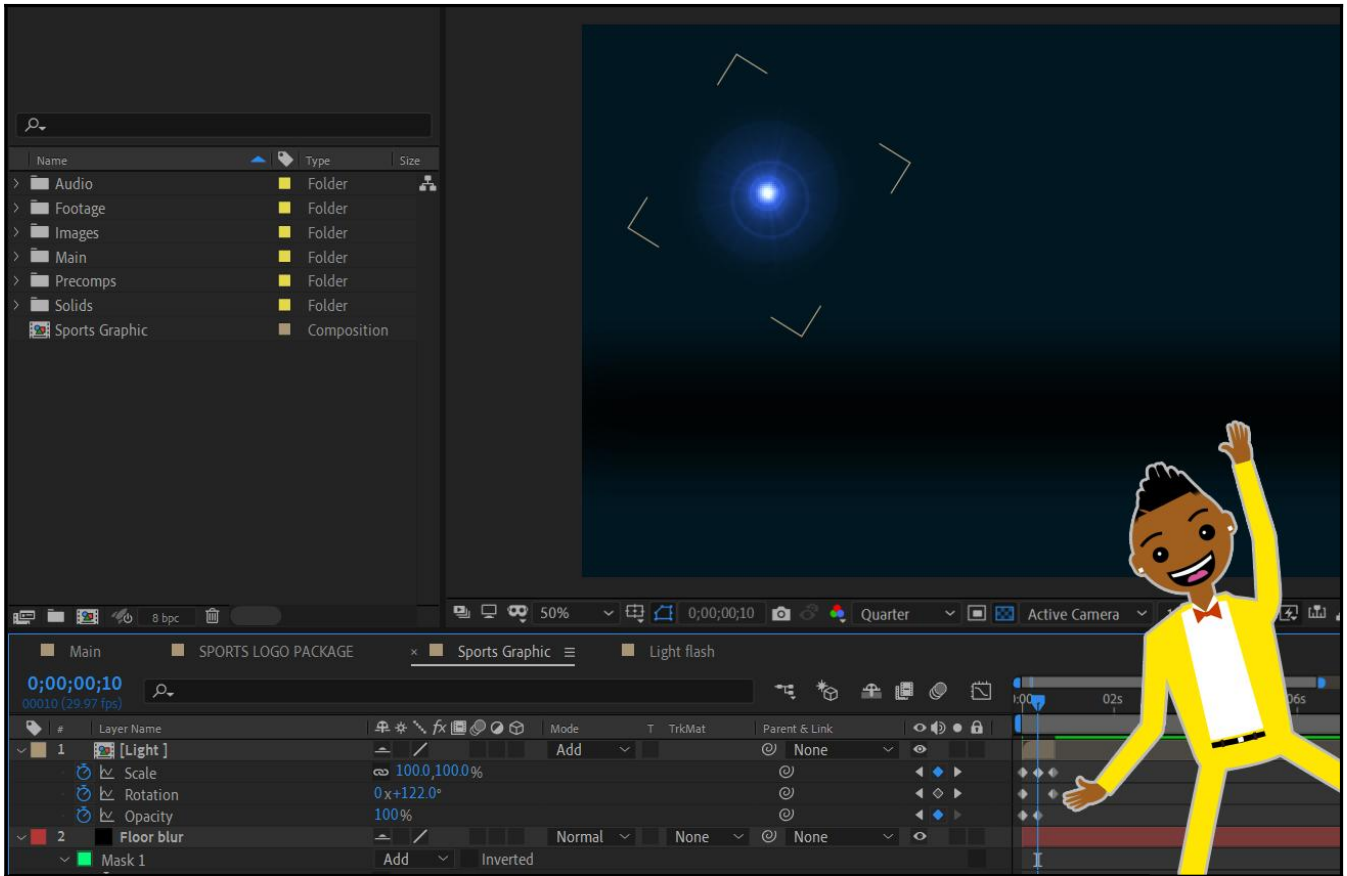 Name Type Size
Audio Folder
Footage Folder
Images Folder
Main Folder
Precomps Folder
Solids Folder
Sports Graphic Composition
8 bpc
50% 0;00;00;10 Quarter Active Camera
Main SPORTS LOGO PACKAGE × Sports Graphic Light flash
0;00;00;10
00010 (29.97 fps)
02s
# Layer Name fx Mode T TrkMat Parent & Link
1 [Light ] Add None
Scale 100.0,100.0%
Rotation 0x+122.0°
Opacity 100%
2 Floor blur Normal None None
Mask 1 Add Inverted